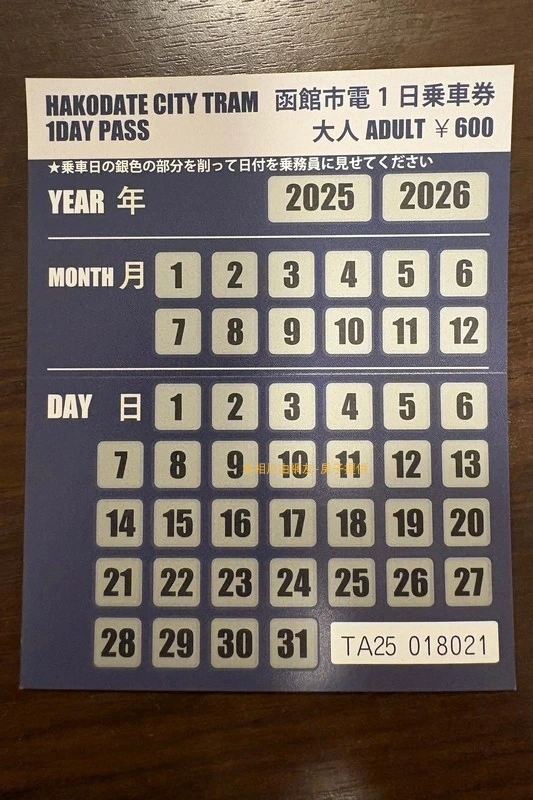 HAKODATE CITY TRAM 函館市電1日乗車券
1DAY PASS 大人 ADULT ¥600
★乗車日の銀色の部分を削って日付を乗務員に見せてください
YEAR 年 2025 2026
MONTH 月 1 2 3 4 5 6
7 8 9 10 11 12
DAY 日 1 2 3 4 5 6
7 8 9 10 11 12 13
14 15 16 17 18 19 20
21 22 23 24 25 26 27
28 29 30 31 TA25 018021